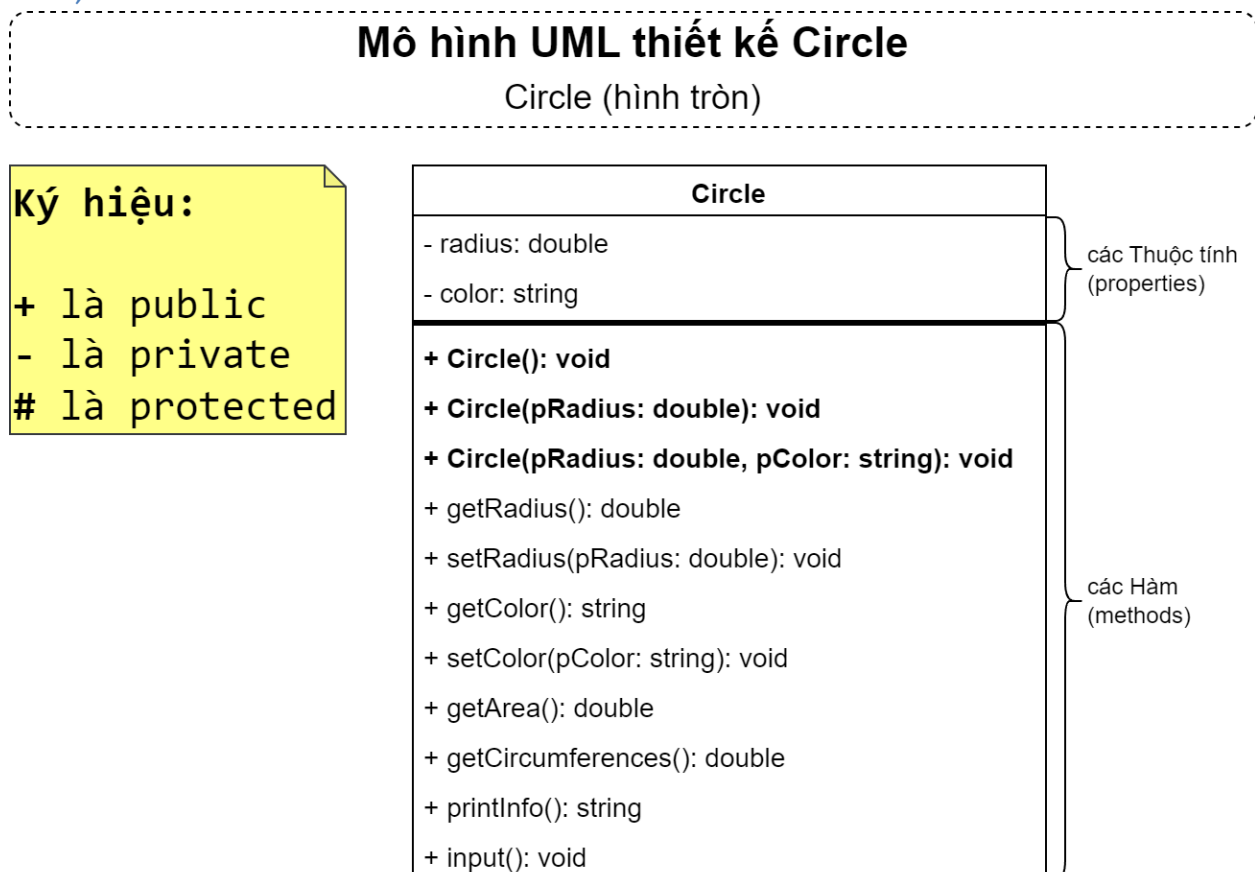 Mô hình UML thiết kế Circle
Circle (hình tròn)
Ký hiệu:
+ là public
- là private
# là protected
Circle
- radius: double
- color: string
các Thuộc tính
(properties)
+ Circle(): void
+ Circle(pRadius: double): void
+ Circle(pRadius: double, pColor: string): void
+ getRadius(): double
+ setRadius(pRadius: double): void
+ getColor(): string
+ setColor(pColor: string): void
+ getArea(): double
+ getCircumferences(): double
+ printInfo(): string
+ input(): void
các Hàm
(methods)